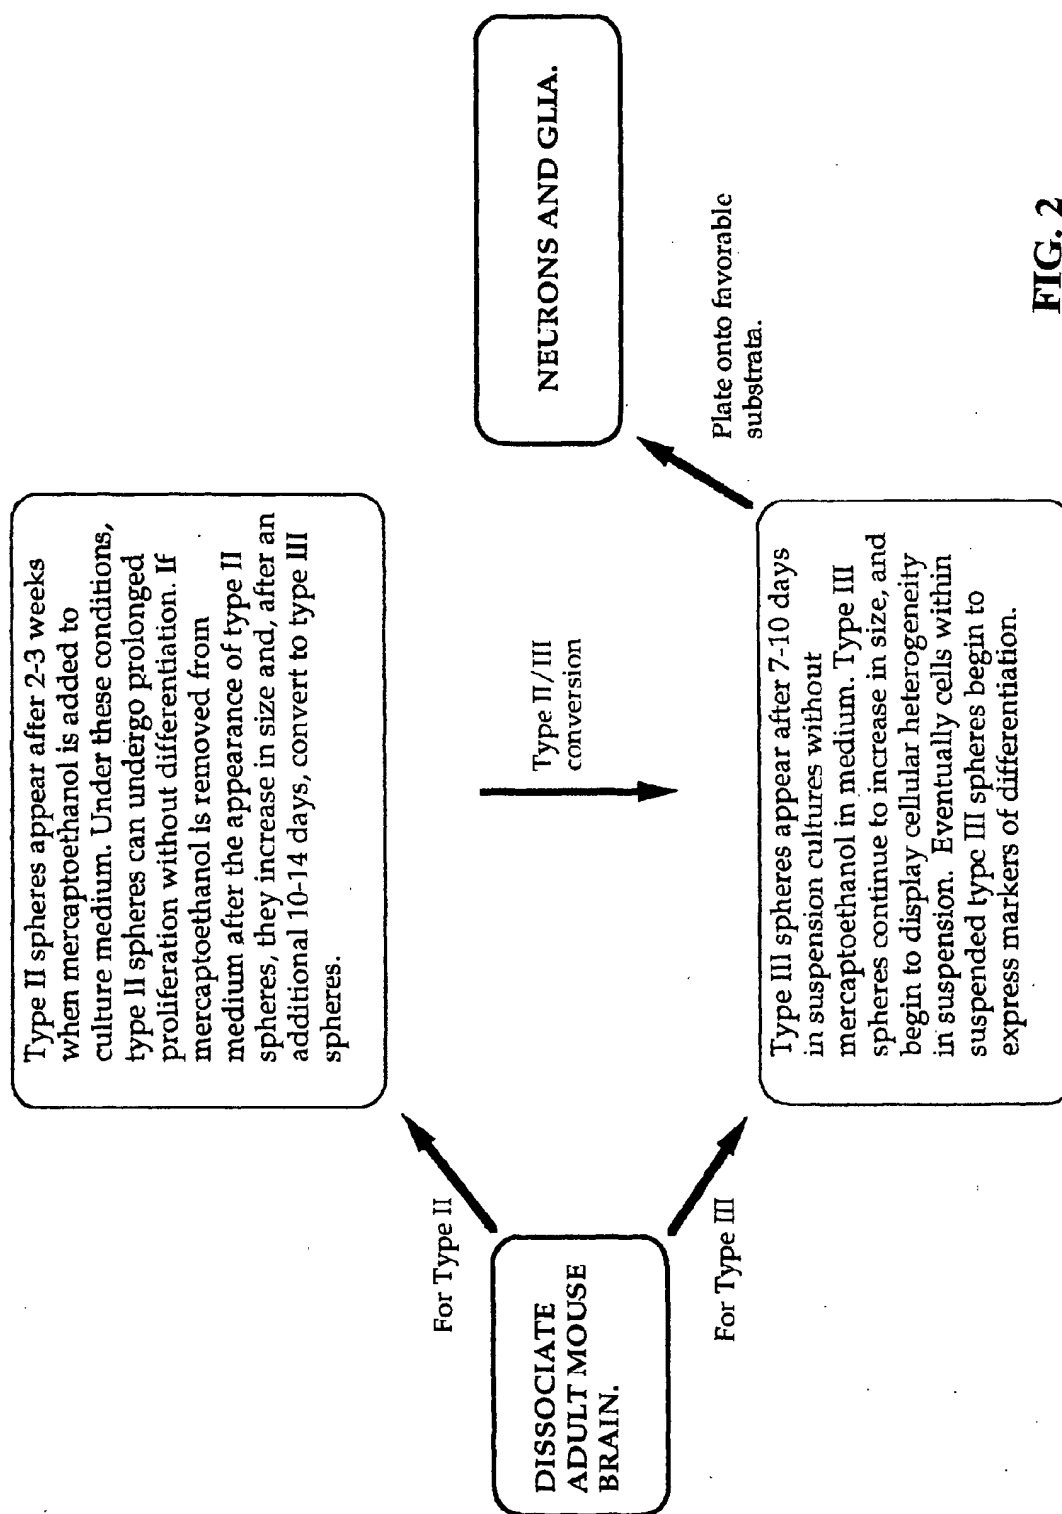 DISSOCIATE
ADULT MOUSE
BRAIN.
For Type II
For Type III
Type II spheres appear after 2-3 weeks
when mercaptoethanol is added to
culture medium. Under these conditions,
type II spheres can undergo prolonged
proliferation without differentiation. If
mercaptoethanol is removed from
medium after the appearance of type II
spheres, they increase in size and, after an
additional 10-14 days, convert to type III
spheres.
Type II/III
conversion
Type III spheres appear after 7-10 days
in suspension cultures without
mercaptoethanol in medium. Type III
spheres continue to increase in size, and
begin to display cellular heterogeneity
in suspension. Eventually cells within
suspended type III spheres begin to
express markers of differentiation.
Plate onto favorable
substrata.
NEURONS AND GLIA.
FIG. 2